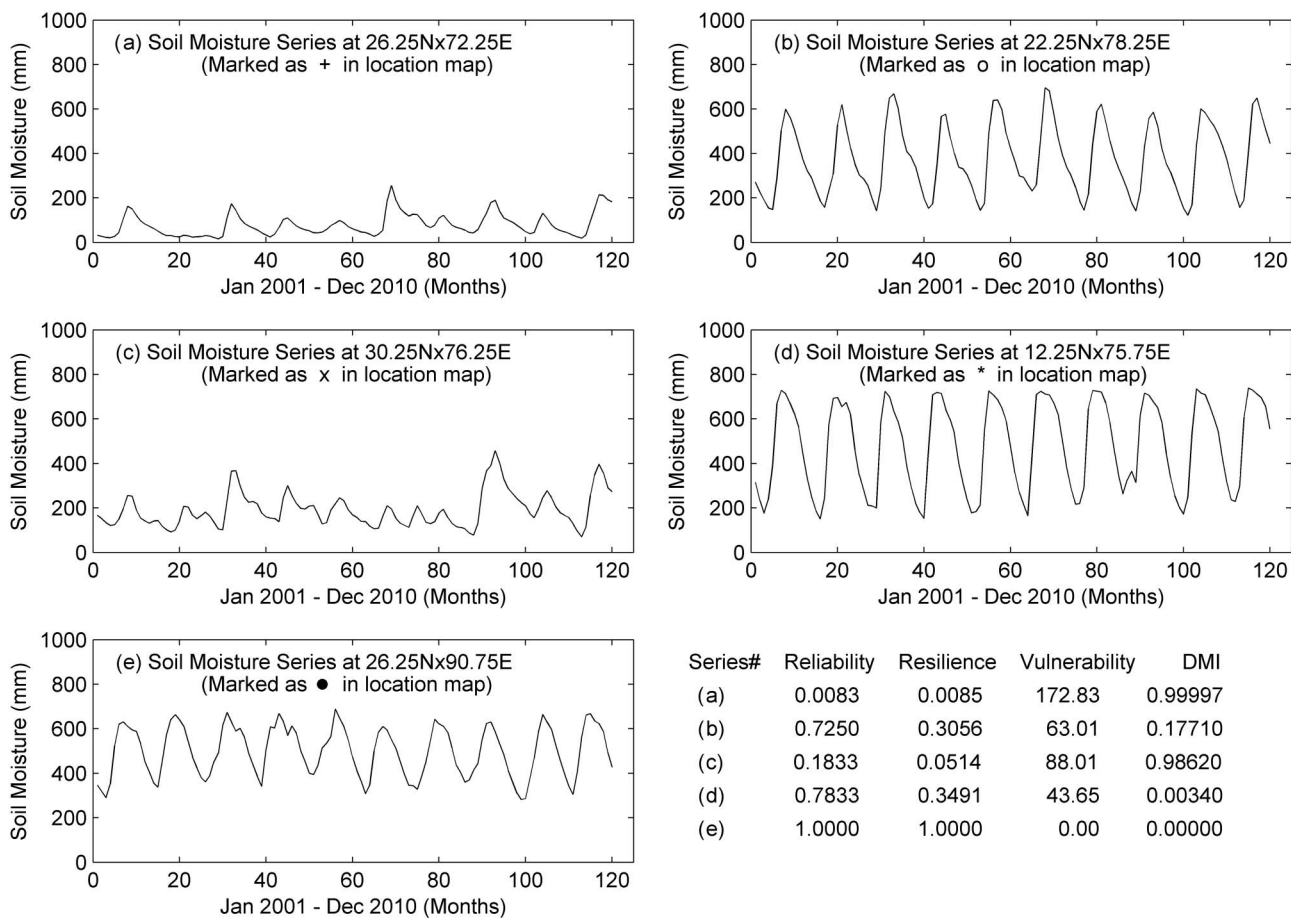 (a) Soil Moisture Series at 26.25Nx72.25E
(Marked as + in location map)
Soil Moisture (mm)
1000
800
600
400
200
0
0 20 40 60 80 100 120
Jan 2001 - Dec 2010 (Months)
(b) Soil Moisture Series at 22.25Nx78.25E
(Marked as o in location map)
Soil Moisture (mm)
1000
800
600
400
200
0
0 20 40 60 80 100 120
Jan 2001 - Dec 2010 (Months)
(c) Soil Moisture Series at 30.25Nx76.25E
(Marked as x in location map)
Soil Moisture (mm)
1000
800
600
400
200
0
0 20 40 60 80 100 120
Jan 2001 - Dec 2010 (Months)
(d) Soil Moisture Series at 12.25Nx75.75E
(Marked as * in location map)
Soil Moisture (mm)
1000
800
600
400
200
0
0 20 40 60 80 100 120
Jan 2001 - Dec 2010 (Months)
(e) Soil Moisture Series at 26.25Nx90.75E
(Marked as ● in location map)
Soil Moisture (mm)
1000
800
600
400
200
0
0 20 40 60 80 100 120
Jan 2001 - Dec 2010 (Months)
Series# Reliability Resilience Vulnerability DMI
(a) 0.0083 0.0085 172.83 0.99997
(b) 0.7250 0.3056 63.01 0.17710
(c) 0.1833 0.0514 88.01 0.98620
(d) 0.7833 0.3491 43.65 0.00340
(e) 1.0000 1.0000 0.00 0.00000